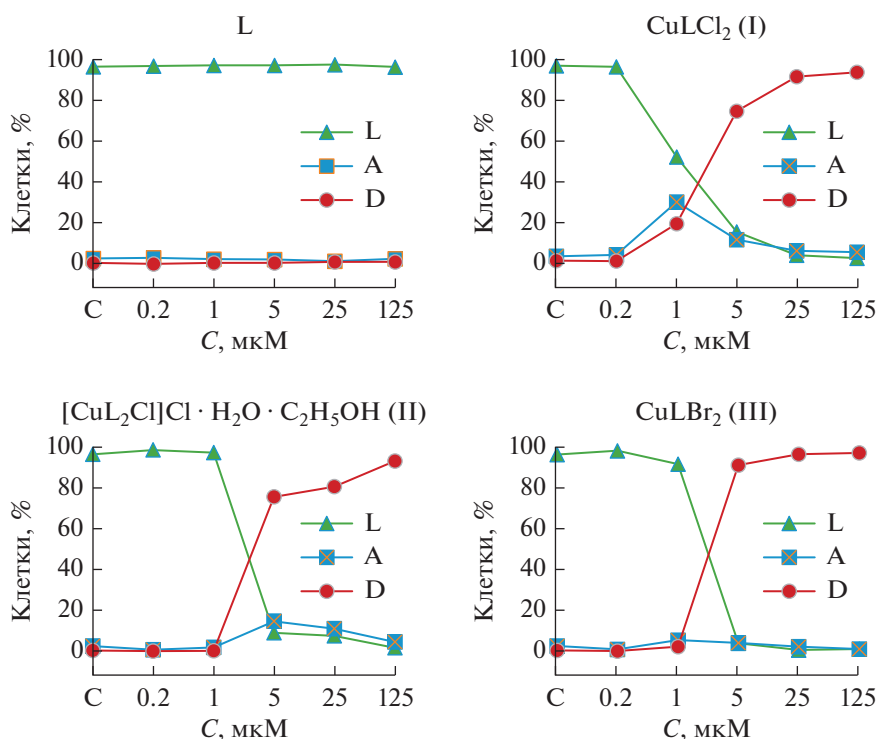 L
Клетки, %
100
80
60
40
20
0
L
A
D
C 0.2 1 5 25 125
C, мкМ
CuLCl₂ (I)
Клетки, %
100
80
60
40
20
0
L
A
D
C 0.2 1 5 25 125
C, мкМ
[CuL₂Cl]Cl · H₂O · C₂H₅OH (II)
Клетки, %
100
80
60
40
20
0
L
A
D
C 0.2 1 5 25 125
C, мкМ
CuLBr₂ (III)
Клетки, %
100
80
60
40
20
0
L
A
D
C 0.2 1 5 25 125
C, мкМ